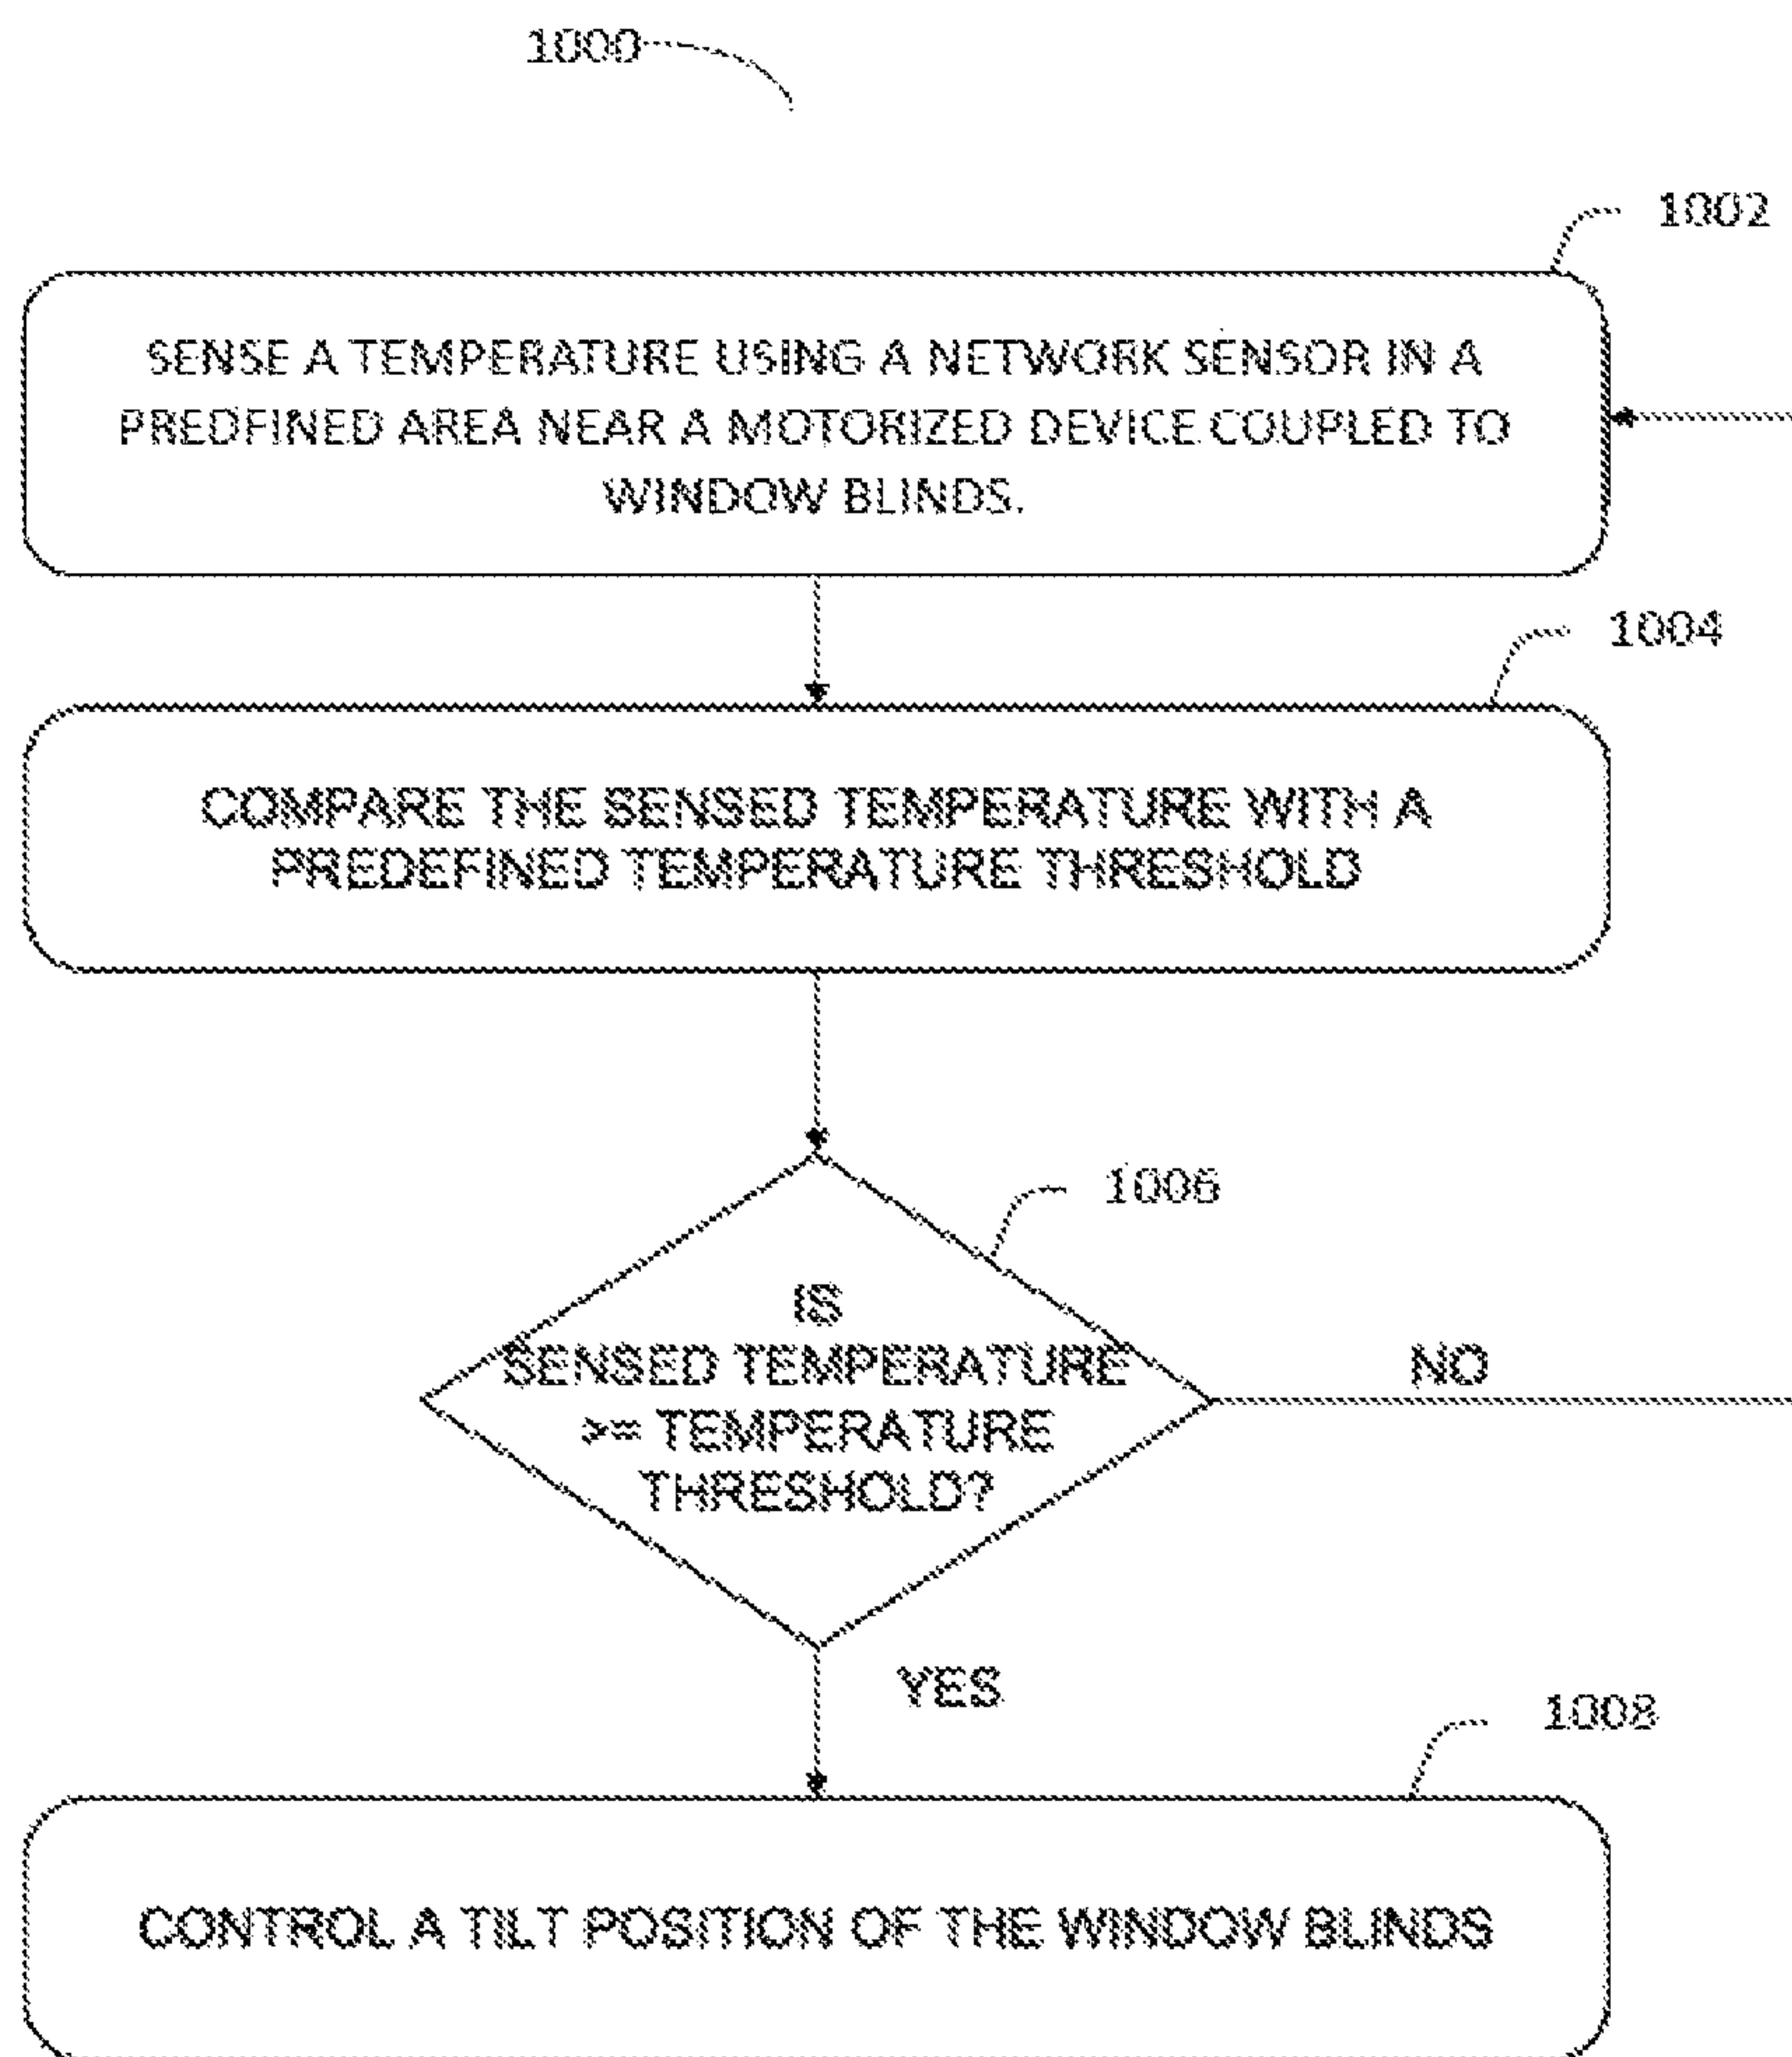 1000
1002
SENSE A TEMPERATURE USING A NETWORK SENSOR IN A
PREDFINED AREA NEAR A MOTORIZED DEVICE COUPLED TO
WINDOW BLINDS.
1004
COMPARE THE SENSED TEMPERATURE WITH A
PREDEFINED TEMPERATURE THRESHOLD
1006
IS
SENSED TEMPERATURE
>= TEMPERATURE
THRESHOLD?
NO
YES
1008
CONTROL A TILT POSITION OF THE WINDOW BLINDS